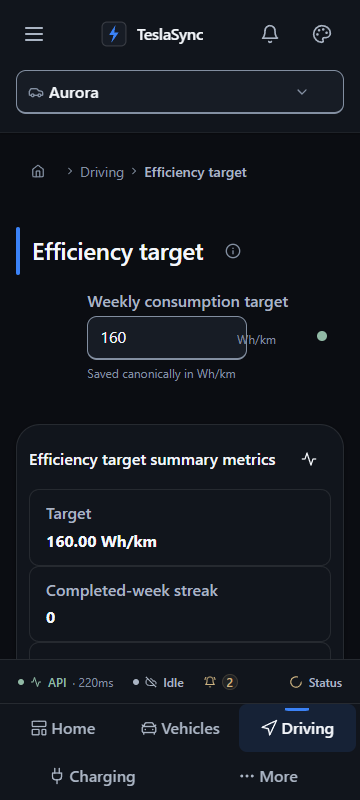 TeslaSync
Aurora
Driving
Efficiency target
Efficiency target
Weekly consumption target
160
Wh/km
Saved canonically in Wh/km
Efficiency target summary metrics
Target
160.00 Wh/km
Completed-week streak
0
API · 220ms
Idle
2
Status
Home
Vehicles
Driving
Charging
More